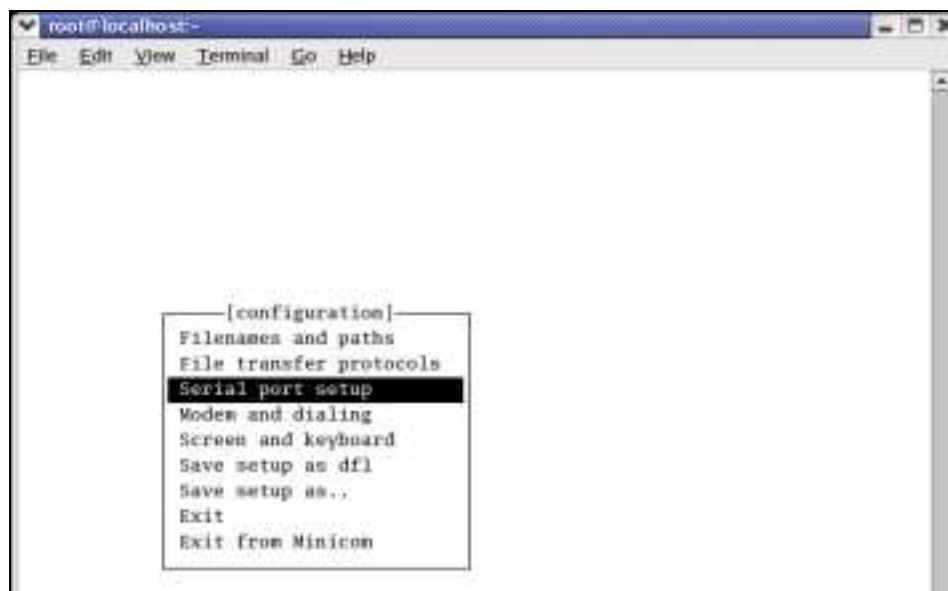 root@localhost:~
File Edit View Terminal Go Help
[configuration]
Filenames and paths
File transfer protocols
Serial port setup
Modem and dialing
Screen and keyboard
Save setup as dfl
Save setup as..
Exit
Exit from Minicom